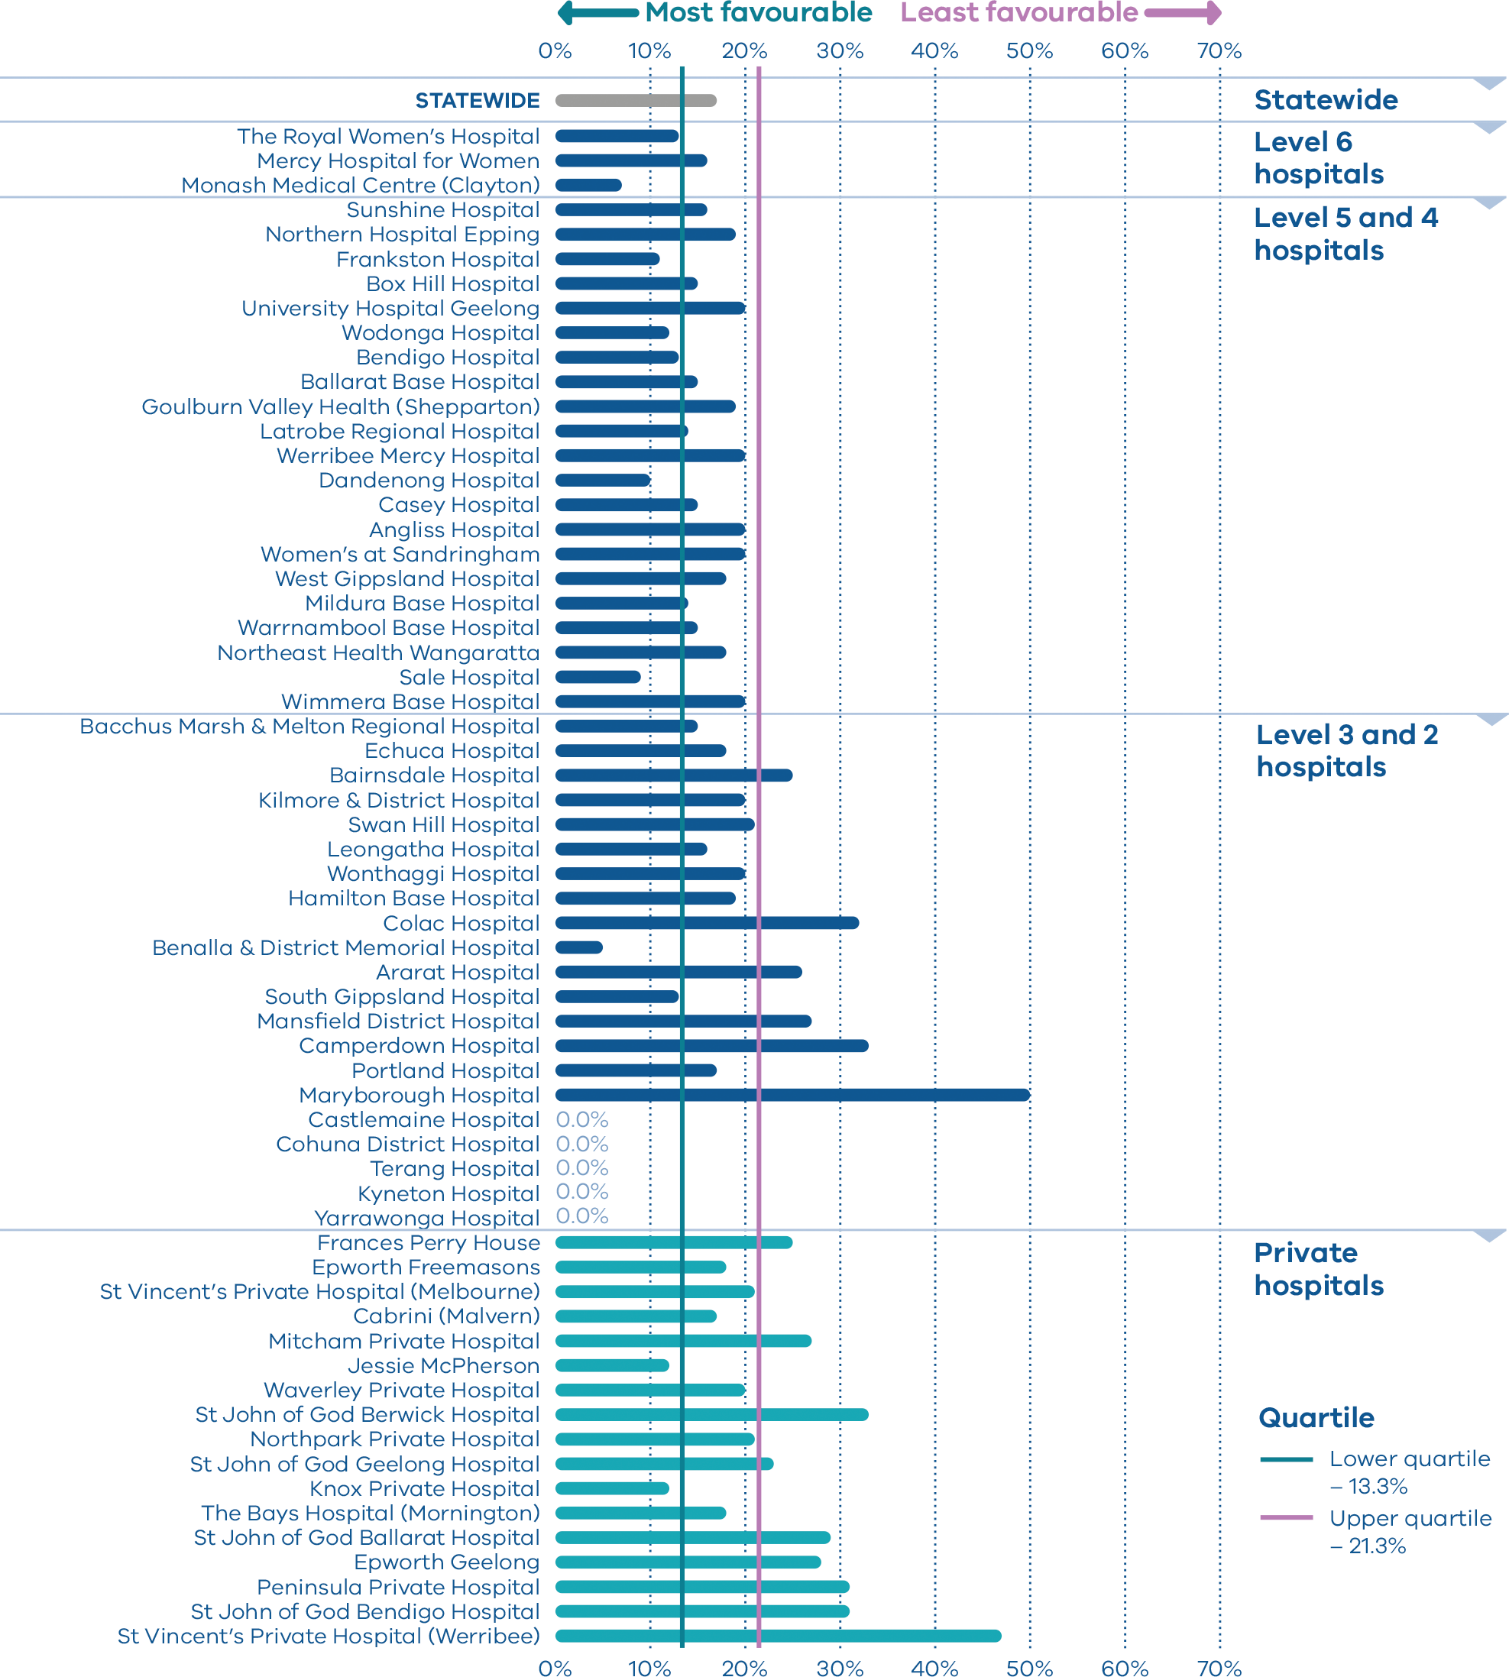 Most favourable Least favourable
0% 10% 20% 30% 40% 50% 60% 70%
STATEWIDE
Statewide
The Royal Women's Hospital
Mercy Hospital for Women
Monash Medical Centre (Clayton)
Level 6
hospitals
Sunshine Hospital
Northern Hospital Epping
Frankston Hospital
Box Hill Hospital
University Hospital Geelong
Wodonga Hospital
Bendigo Hospital
Ballarat Base Hospital
Goulburn Valley Health (Shepparton)
Latrobe Regional Hospital
Werribee Mercy Hospital
Dandenong Hospital
Casey Hospital
Angliss Hospital
Women's at Sandringham
West Gippsland Hospital
Mildura Base Hospital
Warrnambool Base Hospital
Northeast Health Wangaratta
Sale Hospital
Wimmera Base Hospital
Level 5 and 4
hospitals
Bacchus Marsh & Melton Regional Hospital
Echuca Hospital
Bairnsdale Hospital
Kilmore & District Hospital
Swan Hill Hospital
Leongatha Hospital
Wonthaggi Hospital
Hamilton Base Hospital
Colac Hospital
Benalla & District Memorial Hospital
Ararat Hospital
South Gippsland Hospital
Mansfield District Hospital
Camperdown Hospital
Portland Hospital
Maryborough Hospital
Castlemaine Hospital 0.0%
Cohuna District Hospital 0.0%
Terang Hospital 0.0%
Kyneton Hospital 0.0%
Yarrawonga Hospital 0.0%
Level 3 and 2
hospitals
Frances Perry House
Epworth Freemasons
St Vincent's Private Hospital (Melbourne)
Cabrini (Malvern)
Mitcham Private Hospital
Jessie McPherson
Waverley Private Hospital
St John of God Berwick Hospital
Northpark Private Hospital
St John of God Geelong Hospital
Knox Private Hospital
The Bays Hospital (Mornington)
St John of God Ballarat Hospital
Epworth Geelong
Peninsula Private Hospital
St John of God Bendigo Hospital
St Vincent's Private Hospital (Werribee)
Private
hospitals
Quartile
Lower quartile
– 13.3%
Upper quartile
– 21.3%
0% 10% 20% 30% 40% 50% 60% 70%